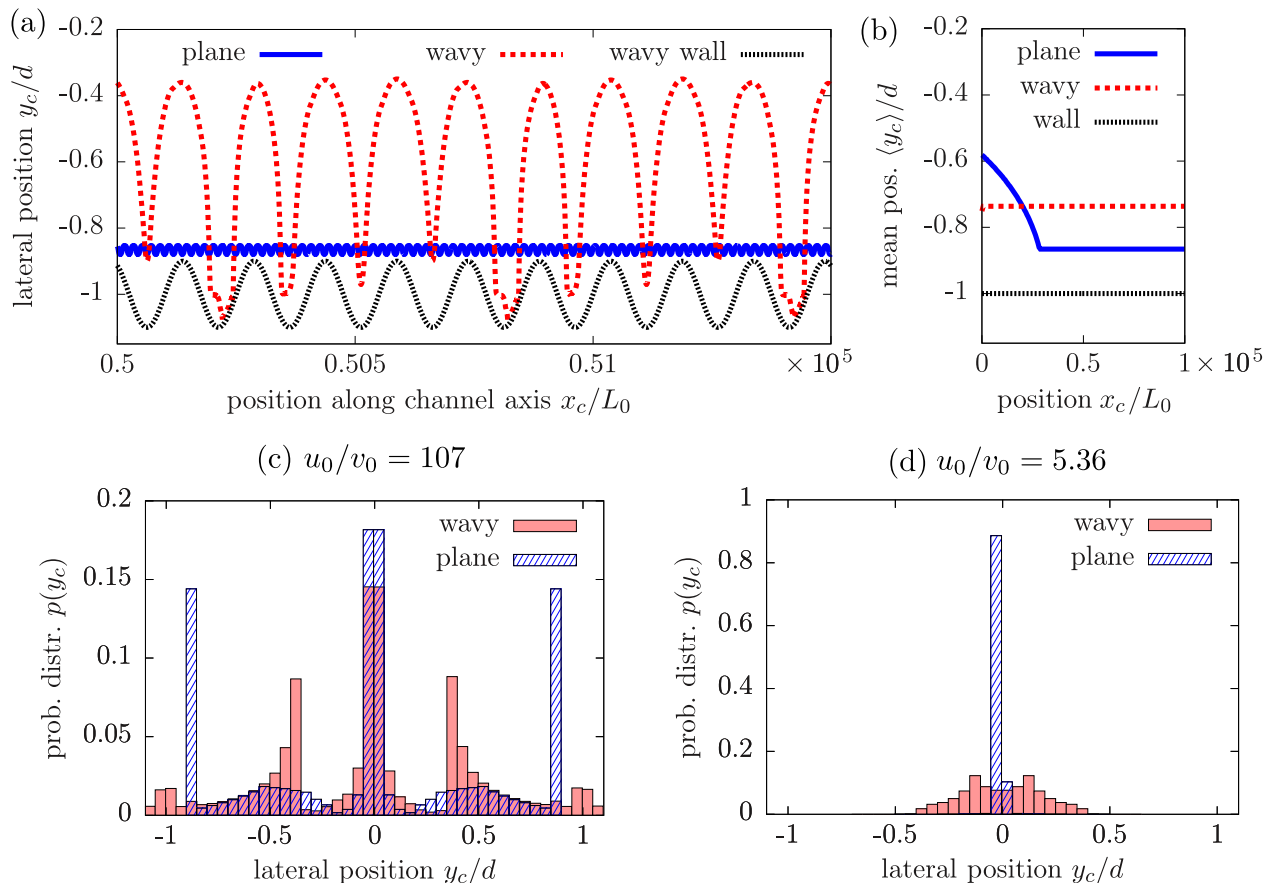 (a)
-0.2
-0.4
-0.6
-0.8
-1
lateral position y_c/d
plane
wavy
wavy wall
0.5
0.505
0.51
× 10^5
position along channel axis x_c/L_0
(b)
-0.2
-0.4
-0.6
-0.8
-1
mean pos. ⟨y_c⟩/d
plane
wavy
wall
0
0.5
1 × 10^5
position x_c/L_0
(c) u_0/v_0 = 107
0.2
0.15
0.1
0.05
0
prob. distr. p(y_c)
wavy
plane
-1
-0.5
0
0.5
1
lateral position y_c/d
(d) u_0/v_0 = 5.36
1
0.8
0.6
0.4
0.2
0
prob. distr. p(y_c)
wavy
plane
-1
-0.5
0
0.5
1
lateral position y_c/d